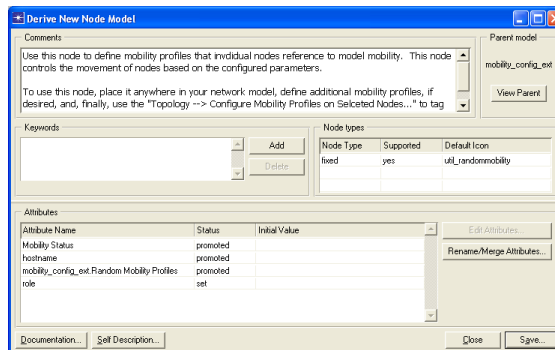 Derive New Node Model
Comments
Use this node to define mobility profiles that invdidual nodes reference to model mobility. This node
controls the movement of nodes based on the configured parameters.
To use this node, place it anywhere in your network model, define additional mobility profiles, if
desired, and, finally, use the "Topology --> Configure Mobility Profiles on Selceted Nodes..." to tag
Parent model
mobility_config_ext
View Parent
Keywords
Add
Delete
Node types
Node Type Supported Default Icon
fixed yes util_randommobility
Attributes
Attribute Name Status Initial Value
Mobility Status promoted
hostname promoted
mobility_config_ext.Random Mobility Profiles promoted
role set
Edit Attributes...
Rename/Merge Attributes...
Documentation... Self Description... Close Save...